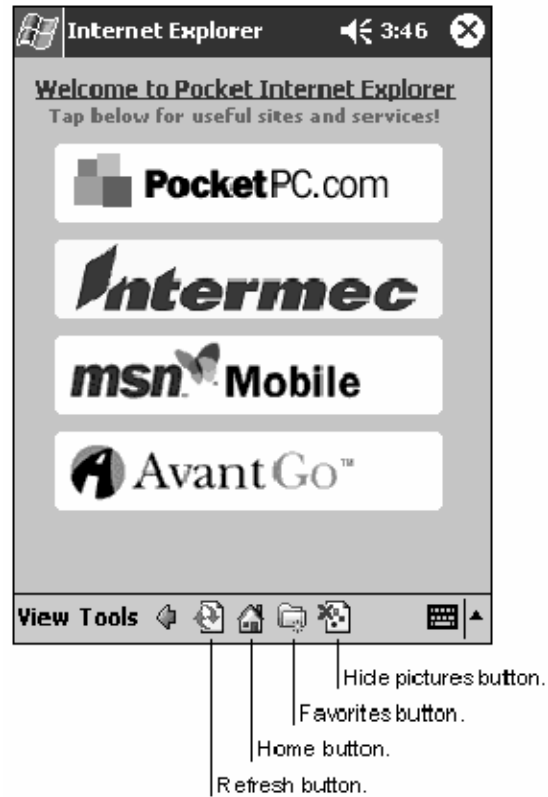 Internet Explorer 3:46
Welcome to Pocket Internet Explorer
Tap below for useful sites and services!
PocketPC.com
Intermec
msn Mobile
AvantGo™
View Tools
Hide pictures button.
Favorites button.
Home button.
Refresh button.